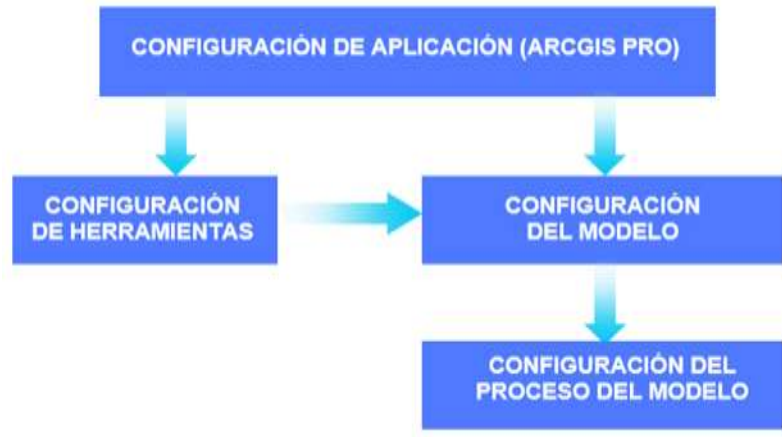 CONFIGURACIÓN DE APLICACIÓN (ARCGIS PRO)
CONFIGURACIÓN
DE HERRAMIENTAS
CONFIGURACIÓN
DEL MODELO
CONFIGURACIÓN DEL
PROCESO DEL MODELO